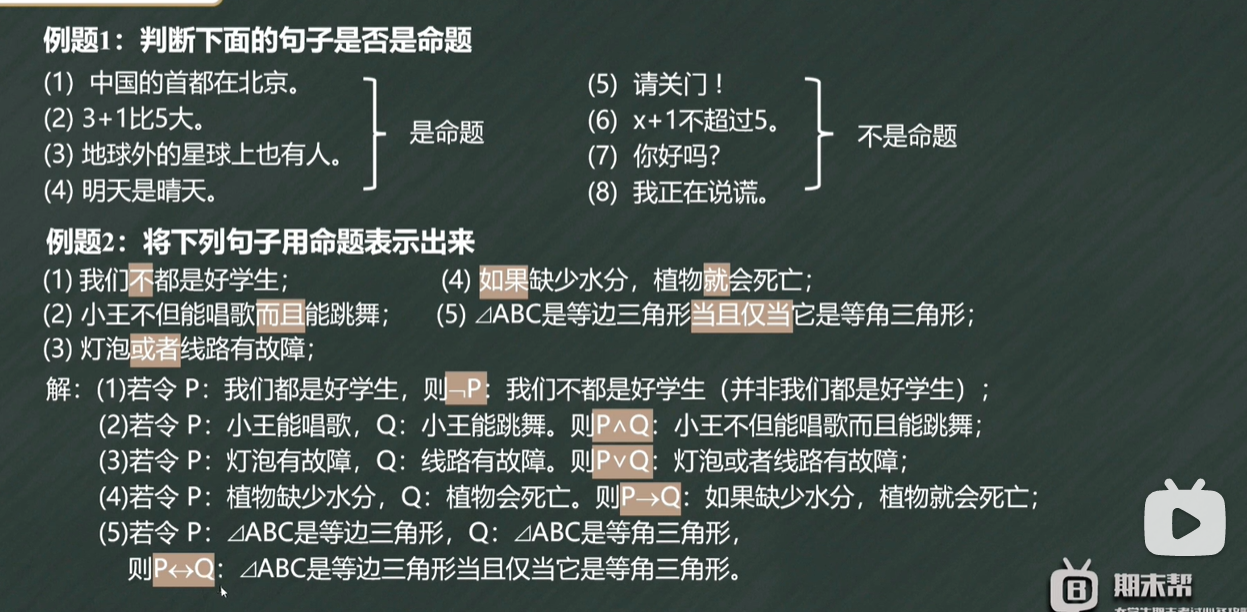 例题1：判断下面的句子是否是命题
(1) 中国的首都在北京。
(2) 3+1比5大。
(3) 地球外的星球上也有人。
(4) 明天是晴天。
是命题
(5) 请关门！
(6) x+1不超过5。
(7) 你好吗？
(8) 我正在说谎。
不是命题
例题2：将下列句子用命题表示出来
(1) 我们不都是好学生； (4) 如果缺少水分，植物就会死亡；
(2) 小王不但能唱歌而且能跳舞； (5) ⊿ABC是等边三角形当且仅当它是等角三角形；
(3) 灯泡或者线路有故障；
解：(1)若令 P：我们都是好学生，则¬P：我们不都是好学生（并非我们都是好学生）；
(2)若令 P：小王能唱歌，Q：小王能跳舞。则P∧Q：小王不但能唱歌而且能跳舞；
(3)若令 P：灯泡有故障，Q：线路有故障。则P∨Q：灯泡或者线路有故障；
(4)若令 P：植物缺少水分，Q：植物会死亡。则P→Q：如果缺少水分，植物就会死亡；
(5)若令 P：⊿ABC是等边三角形，Q：⊿ABC是等角三角形，
则P↔Q：⊿ABC是等边三角形当且仅当它是等角三角形。
期末帮